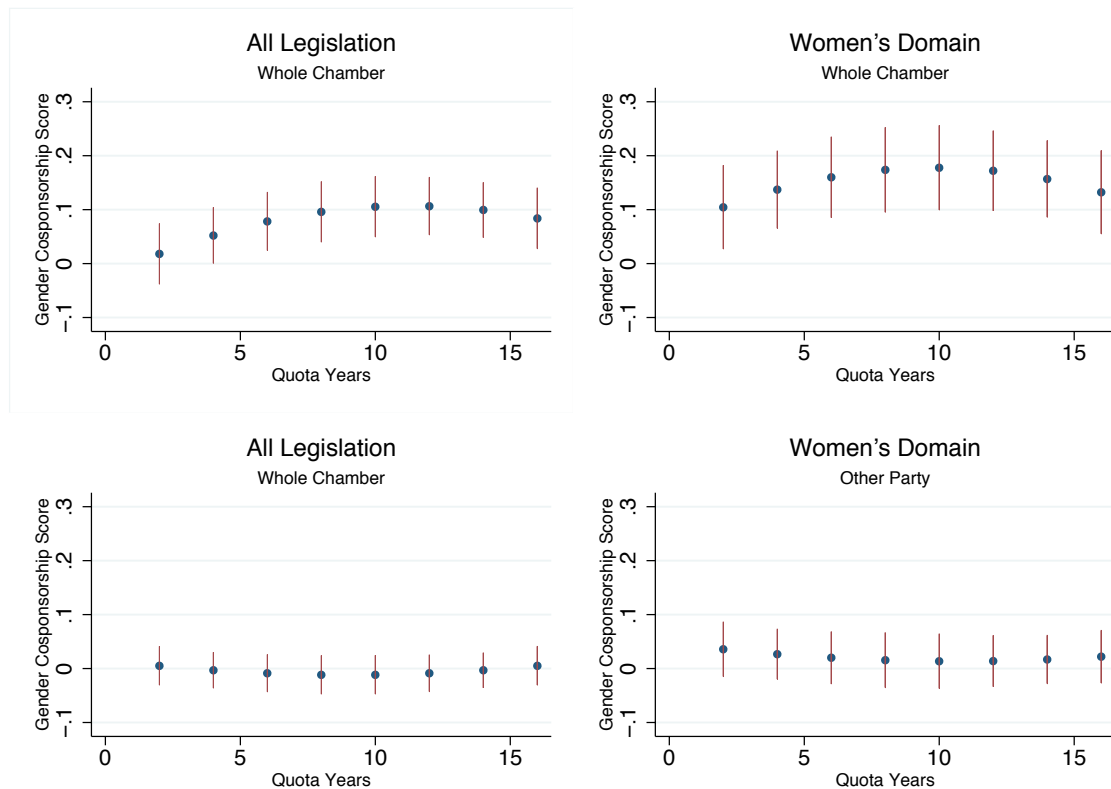 All Legislation
Whole Chamber
Gender Cosponsorship Score
.3
.2
.1
0
−.1
0 5 10 15
Quota Years
Women’s Domain
Whole Chamber
Gender Cosponsorship Score
.3
.2
.1
0
−.1
0 5 10 15
Quota Years
All Legislation
Whole Chamber
Gender Cosponsorship Score
.3
.2
.1
0
−.1
0 5 10 15
Quota Years
Women’s Domain
Other Party
Gender Cosponsorship Score
.3
.2
.1
0
−.1
0 5 10 15
Quota Years